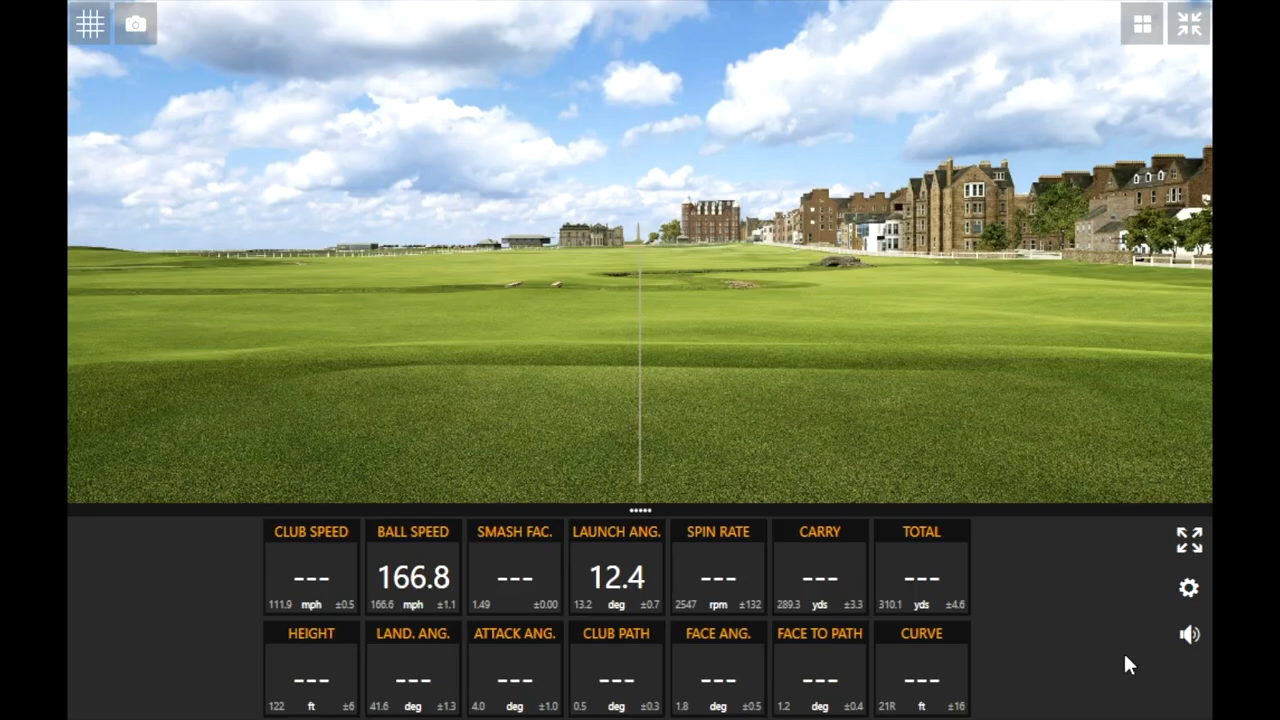 CLUB SPEED BALL SPEED SMASH FAC. LAUNCH ANG. SPIN RATE CARRY TOTAL
--- 166.8 --- 12.4 --- --- ---
111.9 mph ±0.5 166.6 mph ±1.1 1.49 ±0.00 13.2 deg ±0.7 2547 rpm ±132 289.3 yds ±3.3 310.1 yds ±4.6
HEIGHT LAND. ANG. ATTACK ANG. CLUB PATH FACE ANG. FACE TO PATH CURVE
--- --- --- --- --- --- ---
122 ft ±6 41.6 deg ±1.3 4.0 deg ±1.0 0.5 deg ±0.3 1.8 deg ±0.5 1.2 deg ±0.4 21R ft ±16